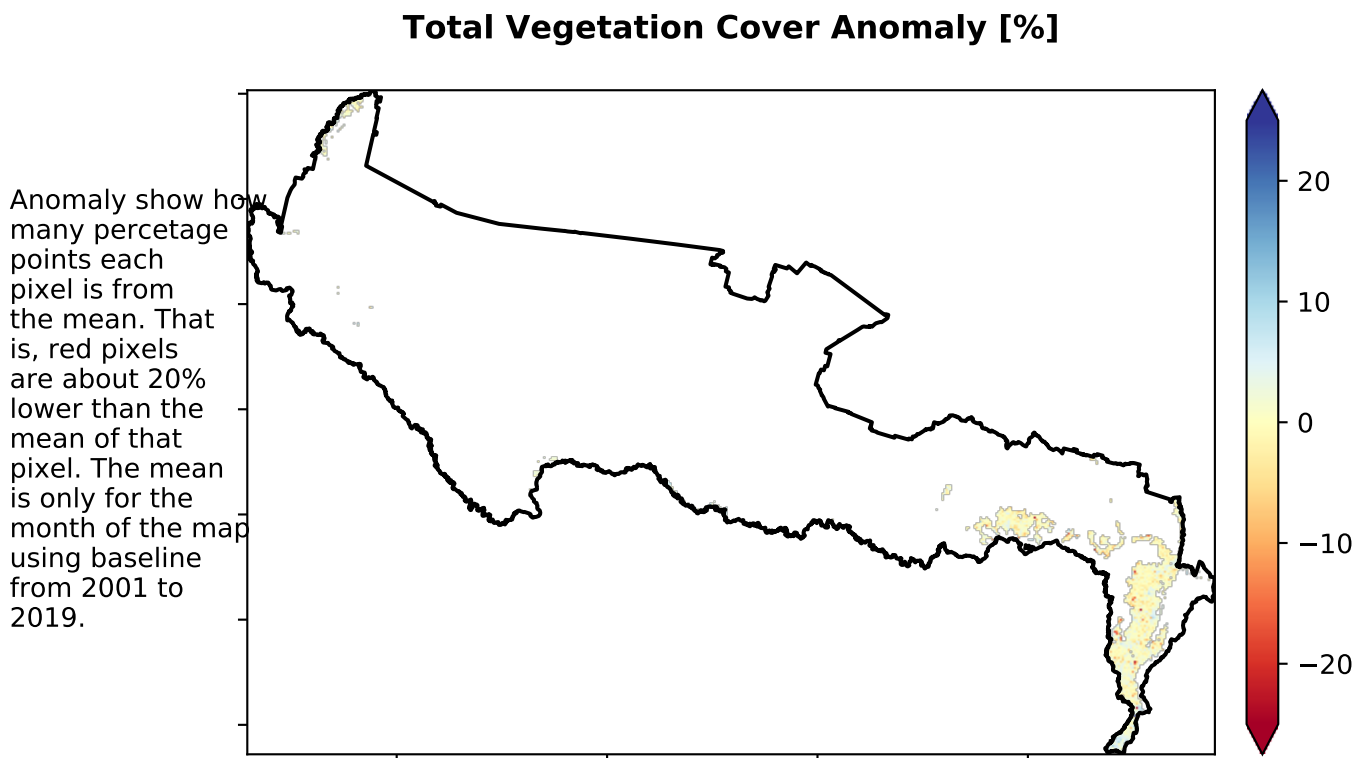 Total Vegetation Cover Anomaly [%]
Anomaly show how
many percetage
points each
pixel is from
the mean. That
is, red pixels
are about 20%
lower than the
mean of that
pixel. The mean
is only for the
month of the map
using baseline
from 2001 to
2019.
20
10
0
−10
−20